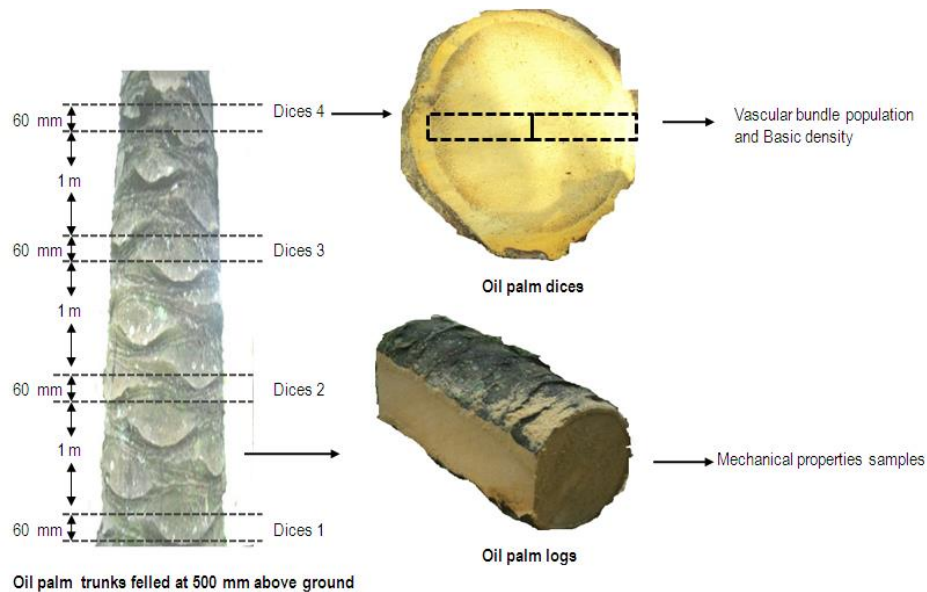 60 mm
Dices 4
1 m
60 mm
Dices 3
1 m
60 mm
Dices 2
1 m
60 mm
Dices 1
Oil palm trunks felled at 500 mm above ground
Oil palm dices
Vascular bundle population
and Basic density
Oil palm logs
Mechanical properties samples